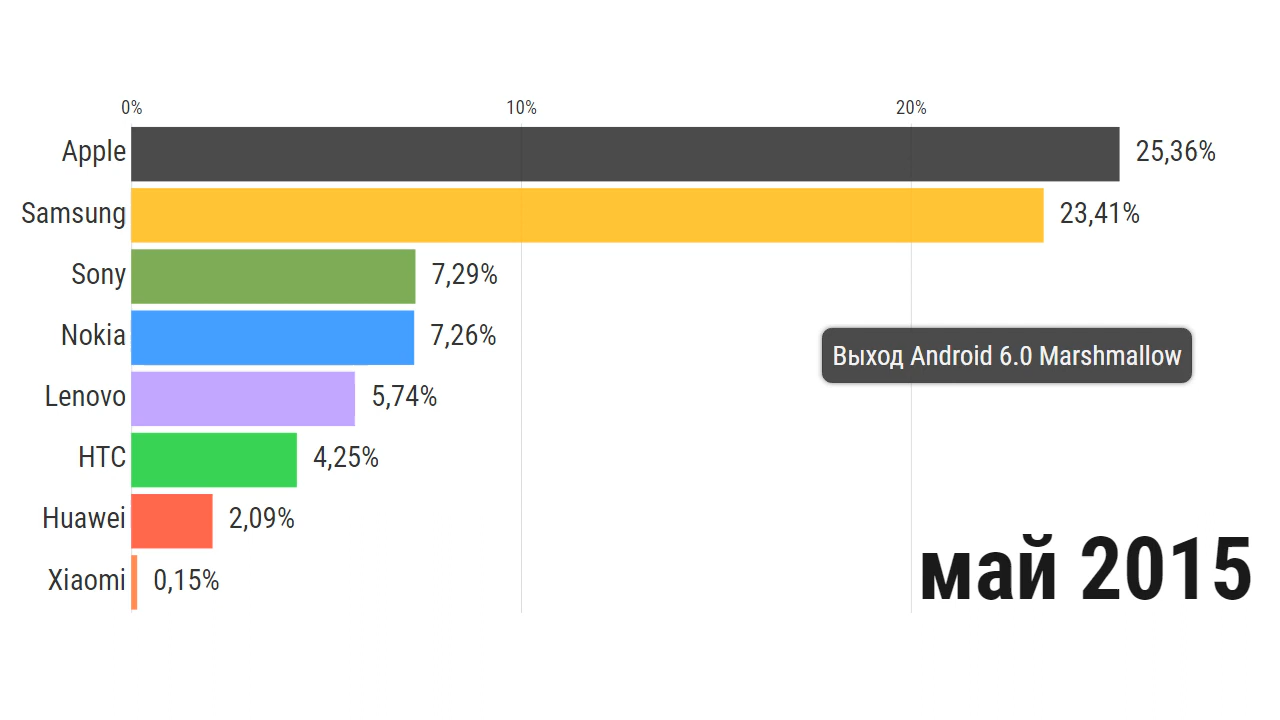 0% 10% 20%
Apple 25,36%
Samsung 23,41%
Sony 7,29%
Nokia 7,26%
Выход Android 6.0 Marshmallow
Lenovo 5,74%
HTC 4,25%
Huawei 2,09%
Xiaomi 0,15%
май 2015